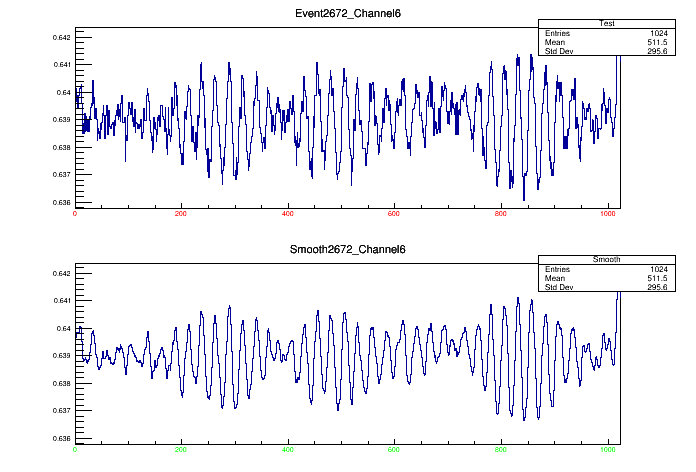 Event2672_Channel6
Test
Entries 1024
Mean 511.5
Std Dev 295.6
0.642
0.641
0.64
0.639
0.638
0.637
0.636
0 200 400 600 800 1000
Smooth2672_Channel6
Smooth
Entries 1024
Mean 511.5
Std Dev 295.6
0.642
0.641
0.64
0.639
0.638
0.637
0.636
0 200 400 600 800 1000